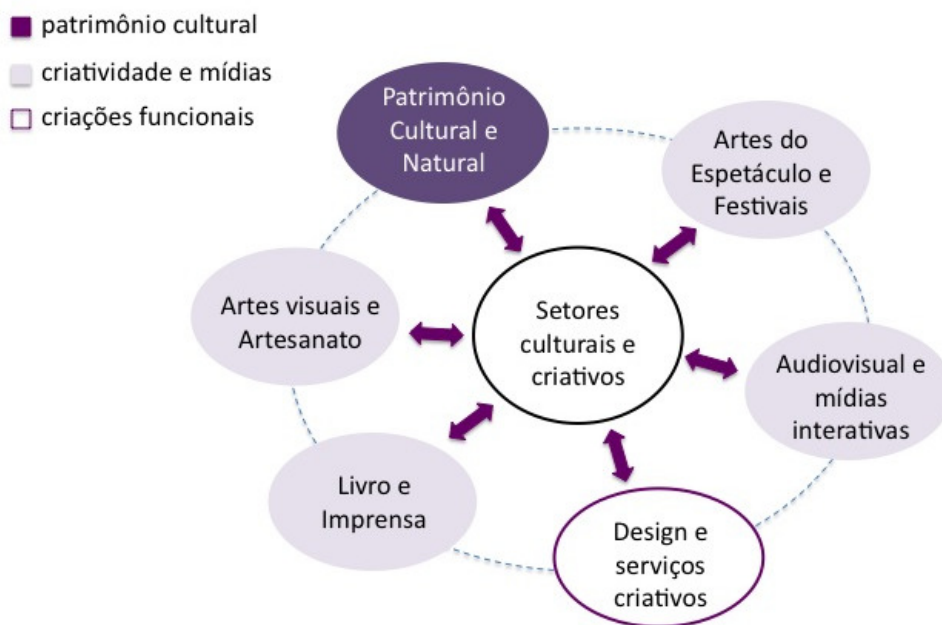 patrimônio cultural
criatividade e mídias
criações funcionais
Patrimônio
Cultural e
Natural
Artes do
Espetáculo e
Festivais
Artes visuais e
Artesanato
Setores
culturais e
criativos
Audiovisual e
mídias
interativas
Livro e
Imprensa
Design e
serviços
criativos